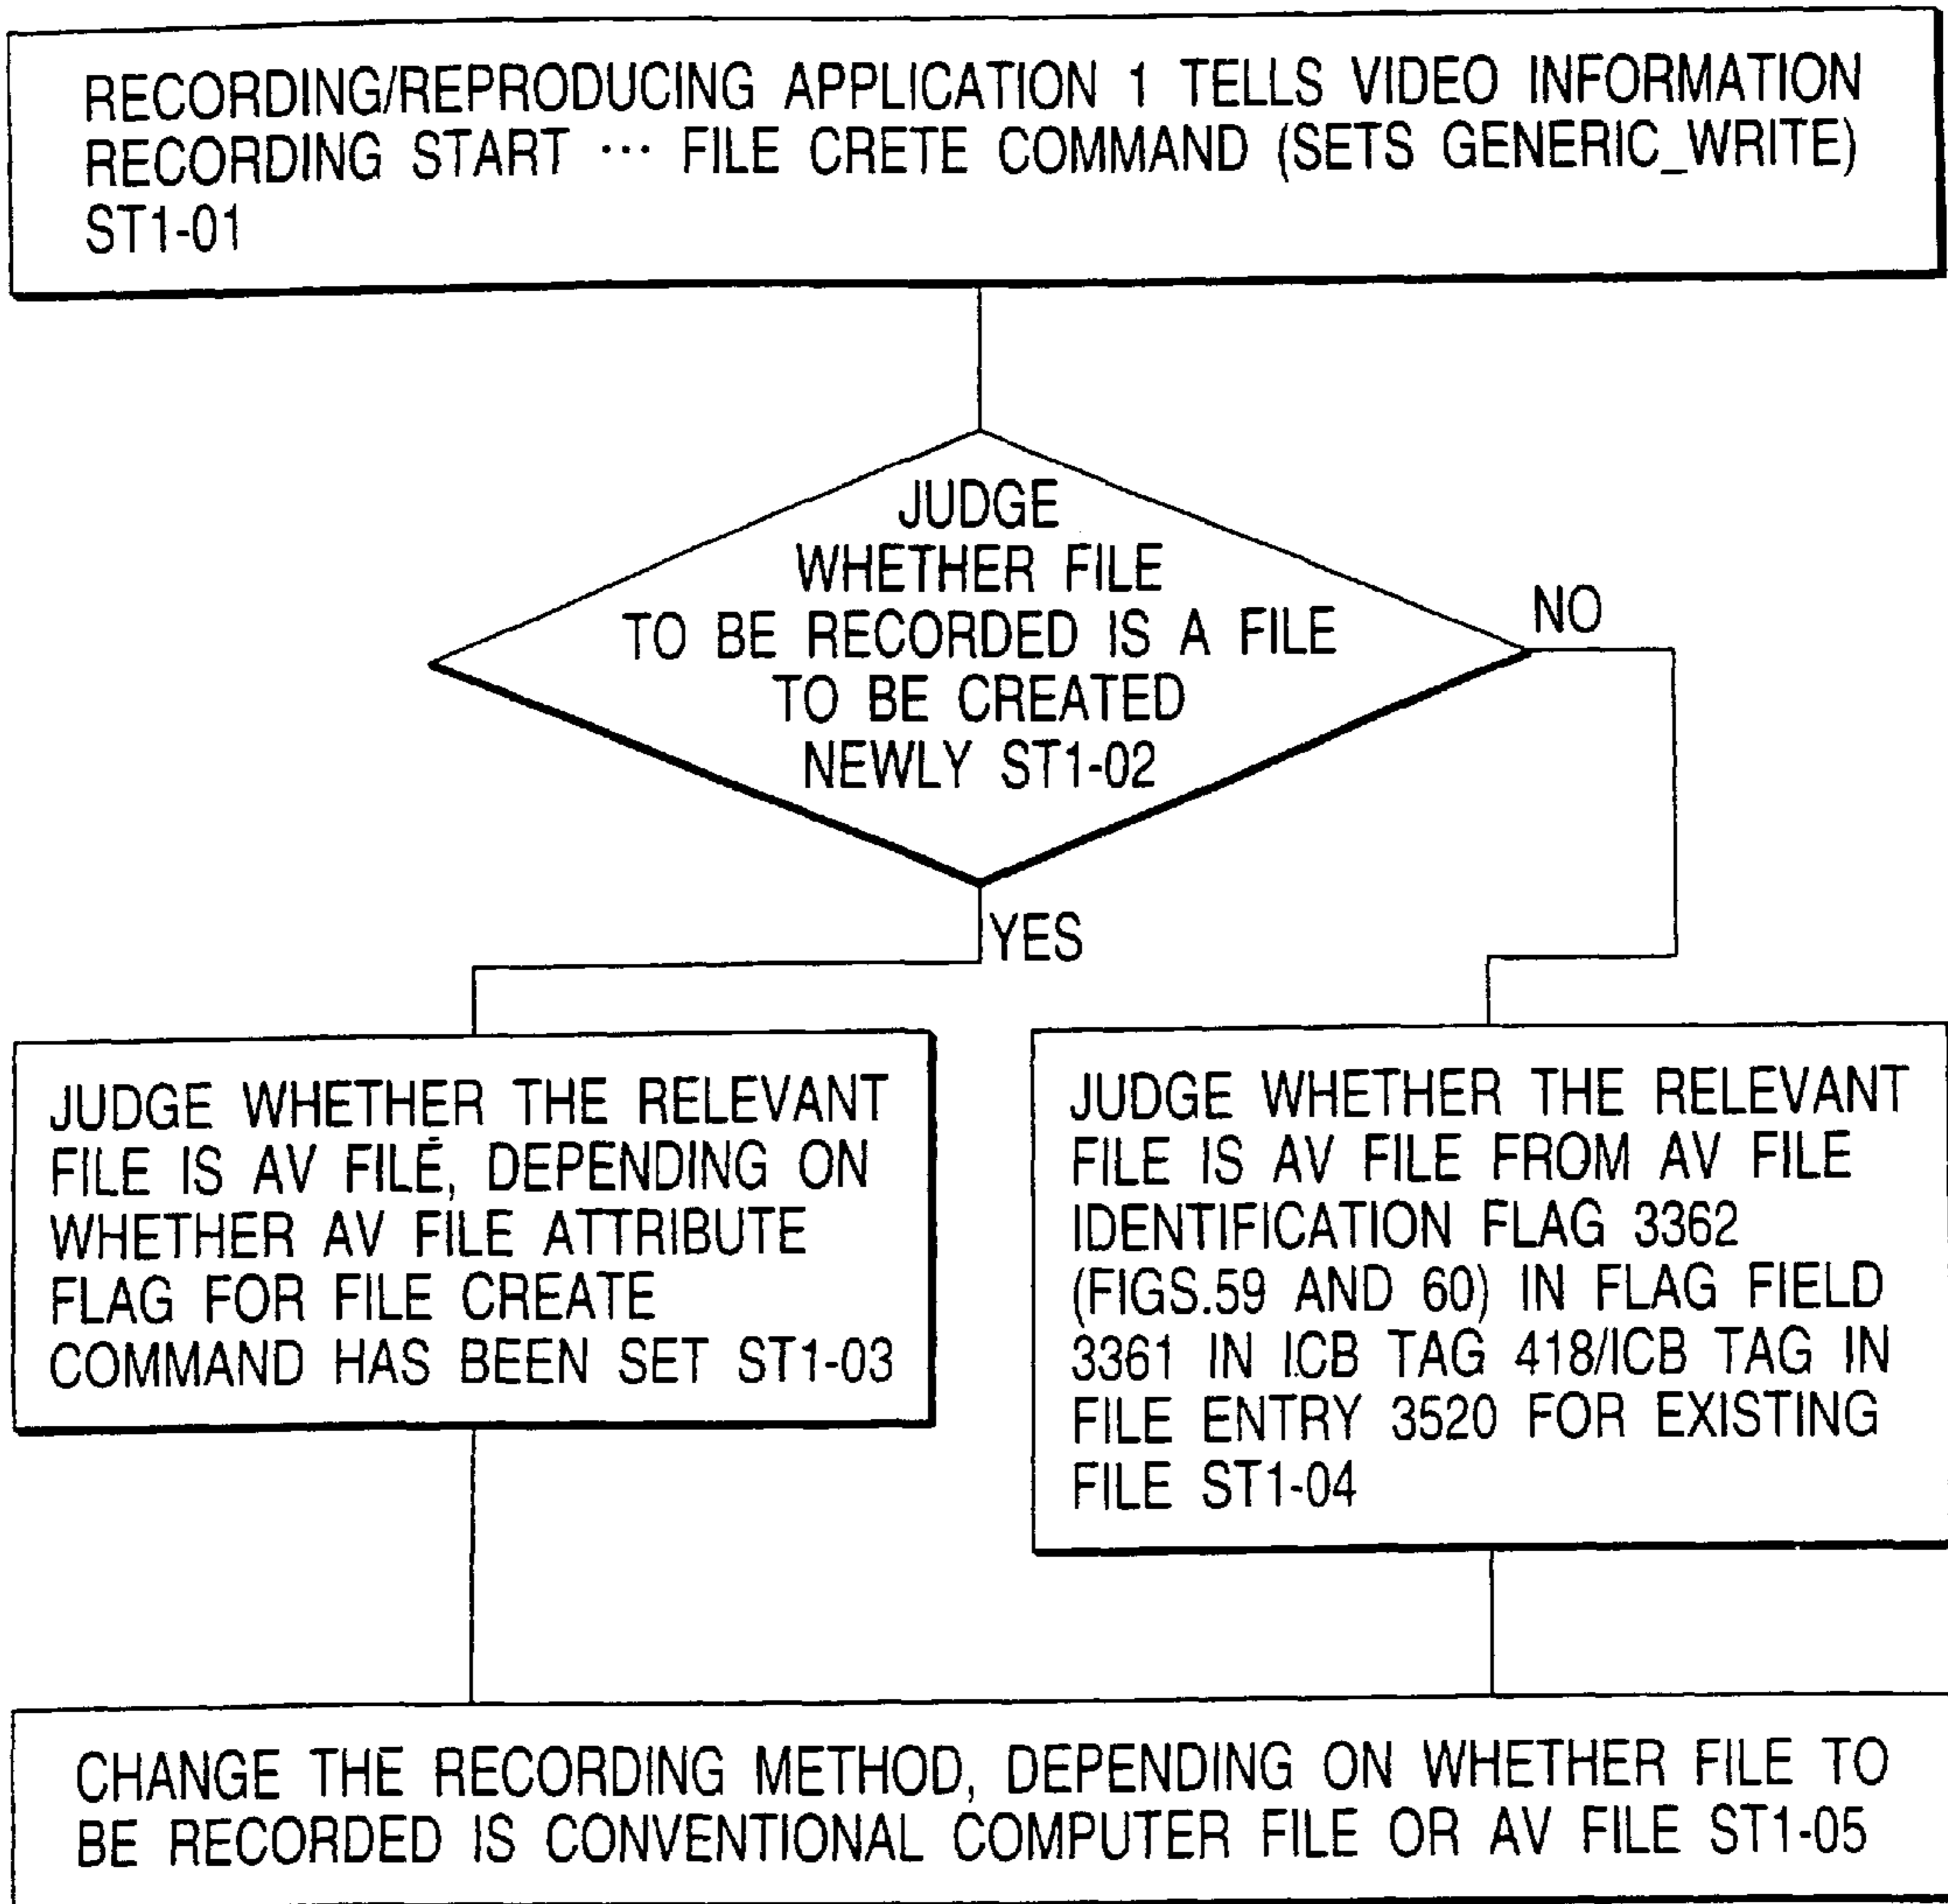 RECORDING/REPRODUCING APPLICATION 1 TELLS VIDEO INFORMATION
RECORDING START ··· FILE CRETE COMMAND (SETS GENERIC_WRITE)
ST1-01
JUDGE
WHETHER FILE
TO BE RECORDED IS A FILE
TO BE CREATED
NEWLY ST1-02
NO
YES
JUDGE WHETHER THE RELEVANT
FILE IS AV FILE, DEPENDING ON
WHETHER AV FILE ATTRIBUTE
FLAG FOR FILE CREATE
COMMAND HAS BEEN SET ST1-03
JUDGE WHETHER THE RELEVANT
FILE IS AV FILE FROM AV FILE
IDENTIFICATION FLAG 3362
(FIGS.59 AND 60) IN FLAG FIELD
3361 IN ICB TAG 418/ICB TAG IN
FILE ENTRY 3520 FOR EXISTING
FILE ST1-04
CHANGE THE RECORDING METHOD, DEPENDING ON WHETHER FILE TO
BE RECORDED IS CONVENTIONAL COMPUTER FILE OR AV FILE ST1-05